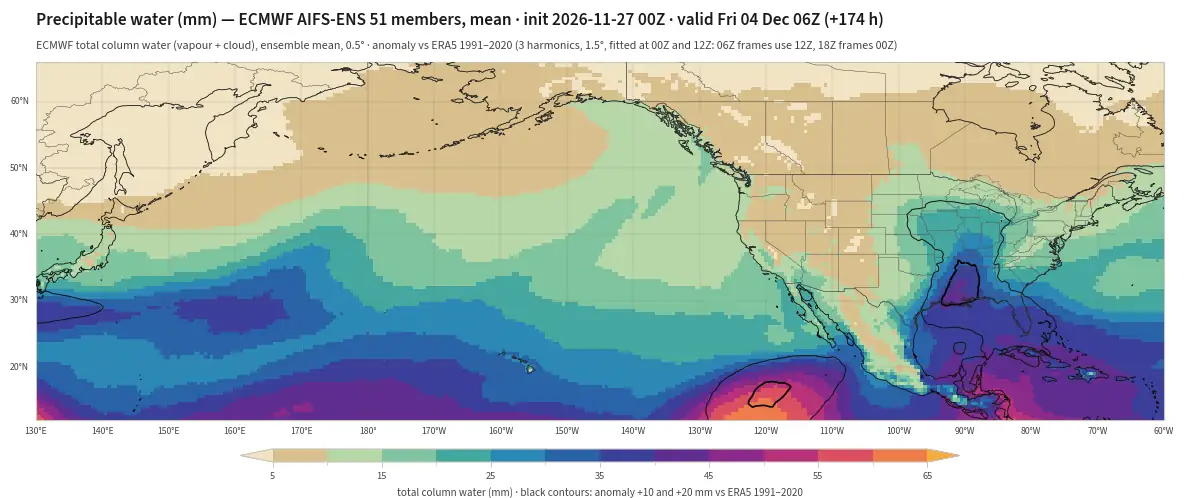 Precipitable water (mm) — ECMWF AIFS-ENS 51 members, mean · init 2026-11-27 00Z · valid Fri 04 Dec 06Z (+174 h)
ECMWF total column water (vapour + cloud), ensemble mean, 0.5° · anomaly vs ERA5 1991–2020 (3 harmonics, 1.5°, fitted at 00Z and 12Z: 06Z frames use 12Z, 18Z frames 00Z)
60°N
50°N
40°N
30°N
20°N
130°E 140°E 150°E 160°E 170°E 180° 170°W 160°W 150°W 140°W 130°W 120°W 110°W 100°W 90°W 80°W 70°W 60°W
5 15 25 35 45 55 65
total column water (mm) · black contours: anomaly +10 and +20 mm vs ERA5 1991–2020